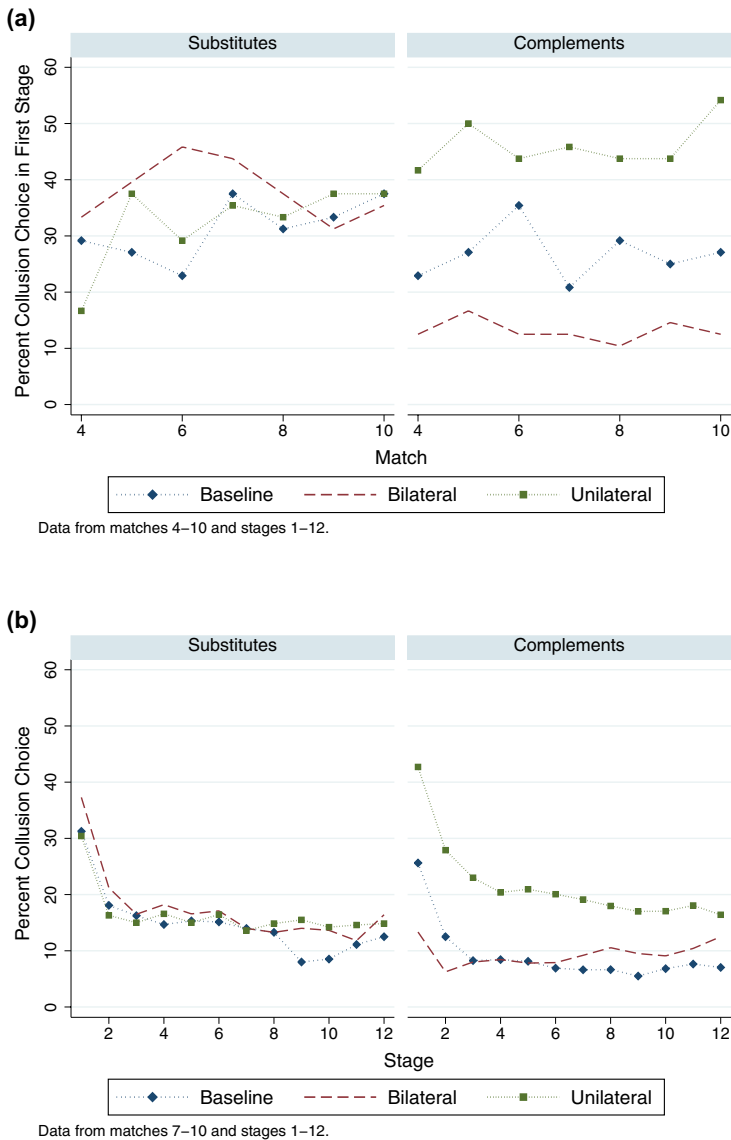 (a)
Substitutes Complements
Percent Collusion Choice in First Stage
60
50
40
30
20
10
0
4 6 8 10 4 6 8 10
Match
Baseline Bilateral Unilateral
Data from matches 4–10 and stages 1–12.
(b)
Substitutes Complements
Percent Collusion Choice
60
50
40
30
20
10
0
2 4 6 8 10 12 2 4 6 8 10 12
Stage
Baseline Bilateral Unilateral
Data from matches 7–10 and stages 1–12.